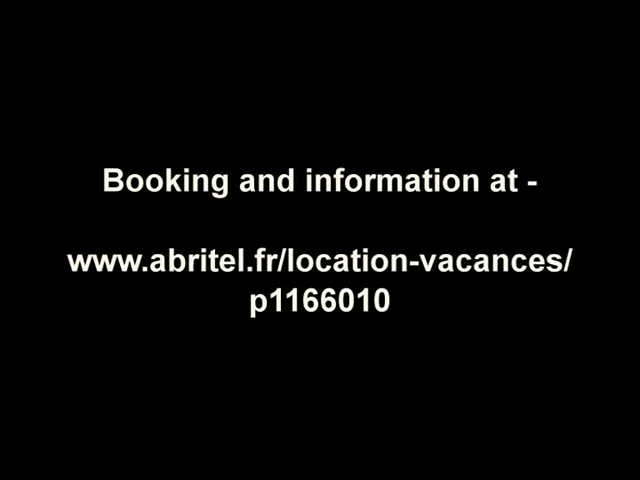 Booking and information at -
www.abritel.fr/location-vacances/
p1166010